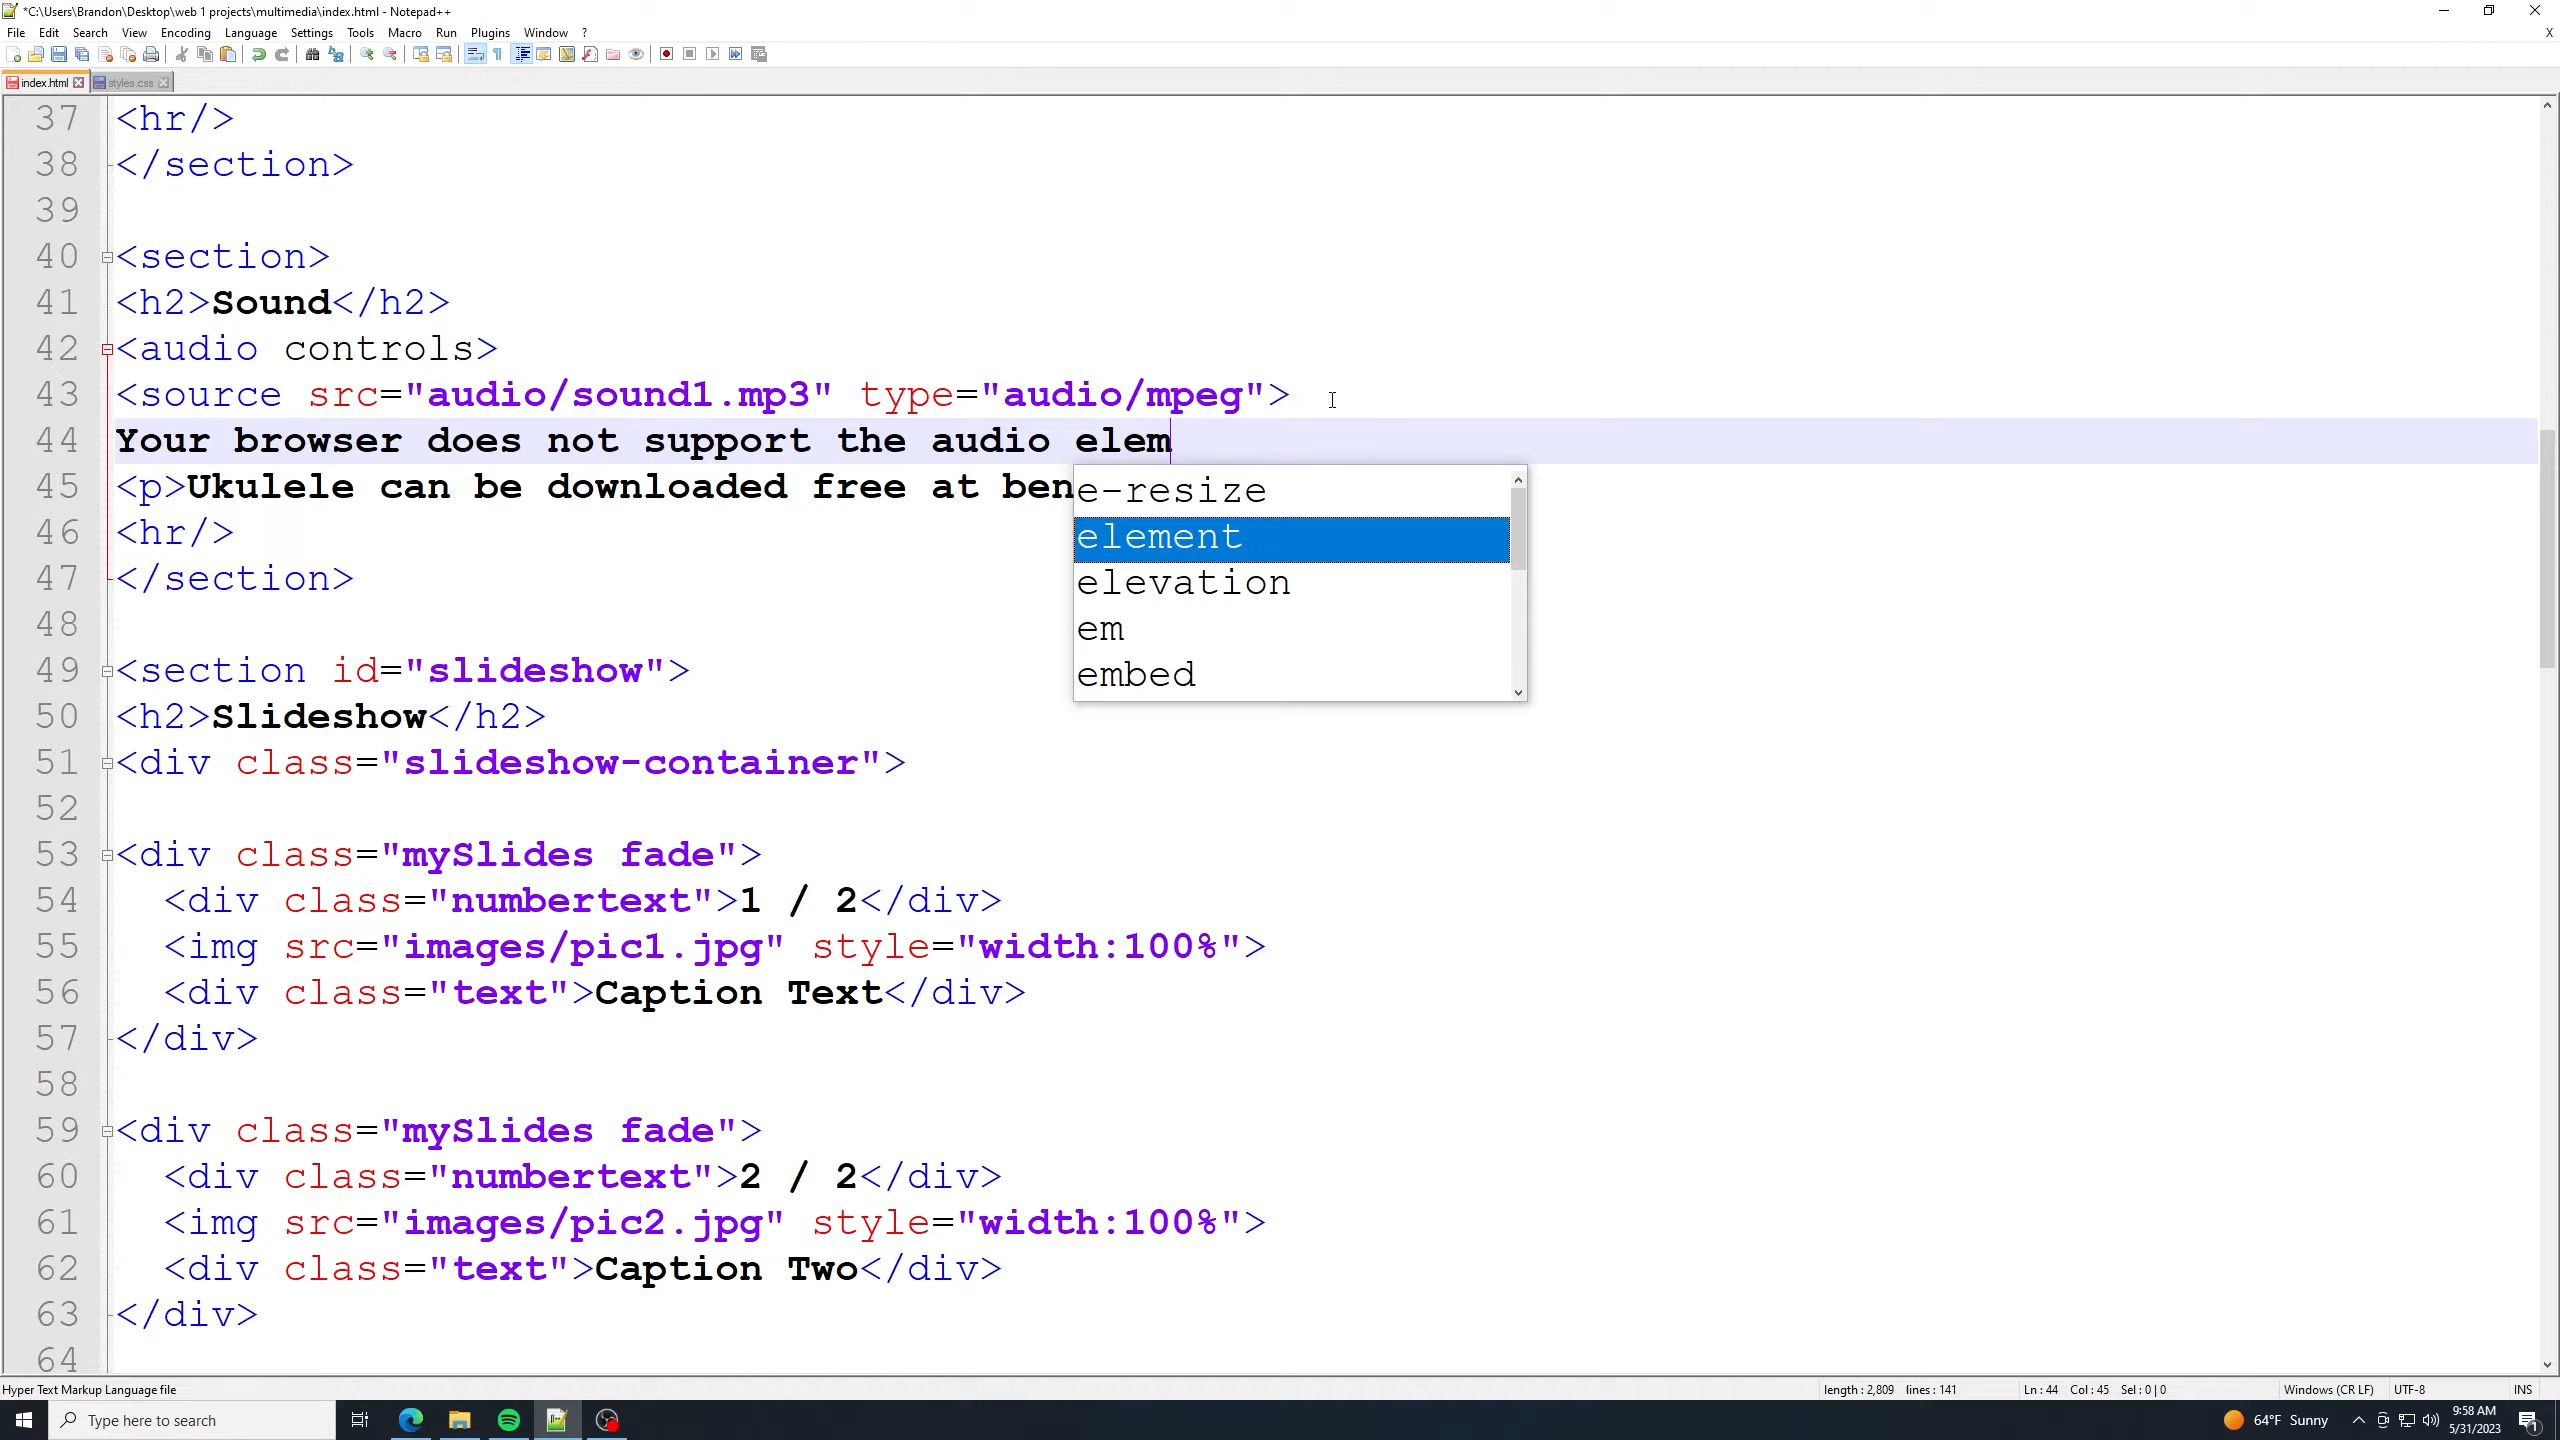 *C:\Users\Brandon\Desktop\web 1 projects\multimedia\index.html - Notepad++
File Edit Search View Encoding Language Settings Tools Macro Run Plugins Window ? X
index.html styles.css
37 <hr/>
38 </section>
39
40 <section>
41 <h2>Sound</h2>
42 <audio controls>
43 <source src="audio/sound1.mp3" type="audio/mpeg">
44 Your browser does not support the audio elem
45 <p>Ukulele can be downloaded free at ben
e-resize
element
elevation
em
embed
46 <hr/>
47 </section>
48
49 <section id="slideshow">
50 <h2>Slideshow</h2>
51 <div class="slideshow-container">
52
53 <div class="mySlides fade">
54 <div class="numbertext">1 / 2</div>
55 <img src="images/pic1.jpg" style="width:100%">
56 <div class="text">Caption Text</div>
57 </div>
58
59 <div class="mySlides fade">
60 <div class="numbertext">2 / 2</div>
61 <img src="images/pic2.jpg" style="width:100%">
62 <div class="text">Caption Two</div>
63 </div>
64
Hyper Text Markup Language file length : 2,809 lines : 141 Ln : 44 Col : 45 Sel : 0 | 0 Windows (CR LF) UTF-8 INS
Type here to search 64°F Sunny 9:58 AM
5/31/2023 1